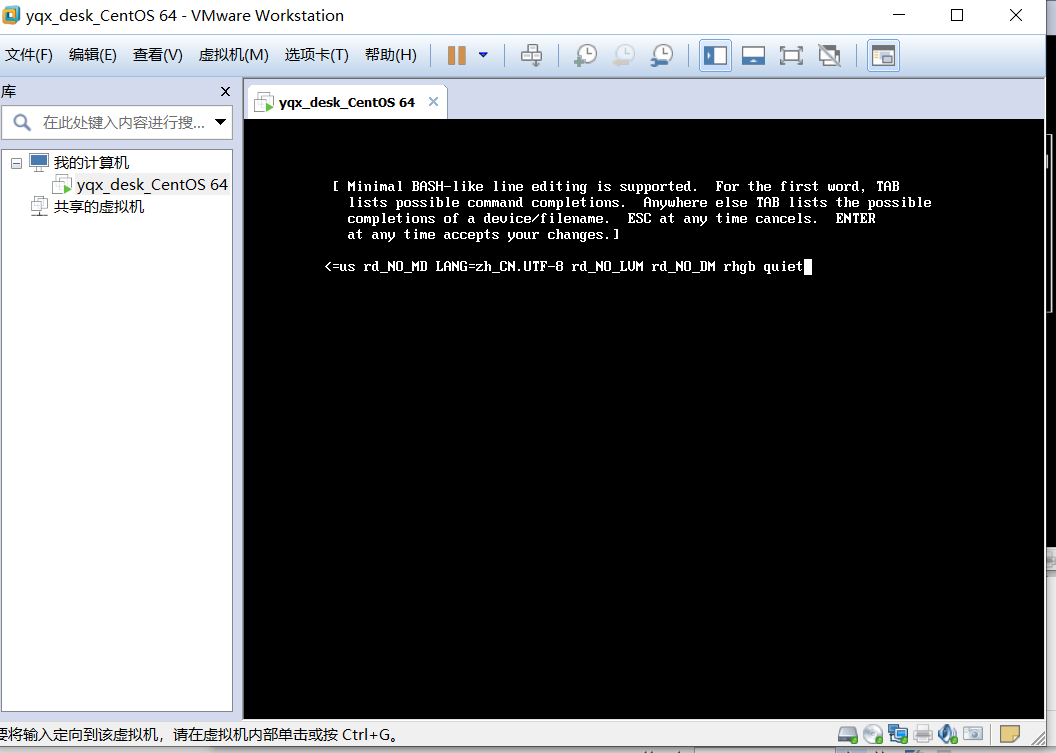 yqx_desk_CentOS 64 - VMware Workstation
文件(F) 编辑(E) 查看(V) 虚拟机(M) 选项卡(T) 帮助(H)
库
在此处键入内容进行搜...
我的计算机
yqx_desk_CentOS 64
共享的虚拟机
yqx_desk_CentOS 64
[ Minimal BASH-like line editing is supported.  For the first word, TAB
lists possible command completions.  Anywhere else TAB lists the possible
completions of a device/filename.  ESC at any time cancels.  ENTER
at any time accepts your changes.]
<=us rd_NO_MD LANG=zh_CN.UTF-8 rd_NO_LVM rd_NO_DM rhgb quiet
要将输入定向到该虚拟机，请在虚拟机内部单击或按 Ctrl+G。